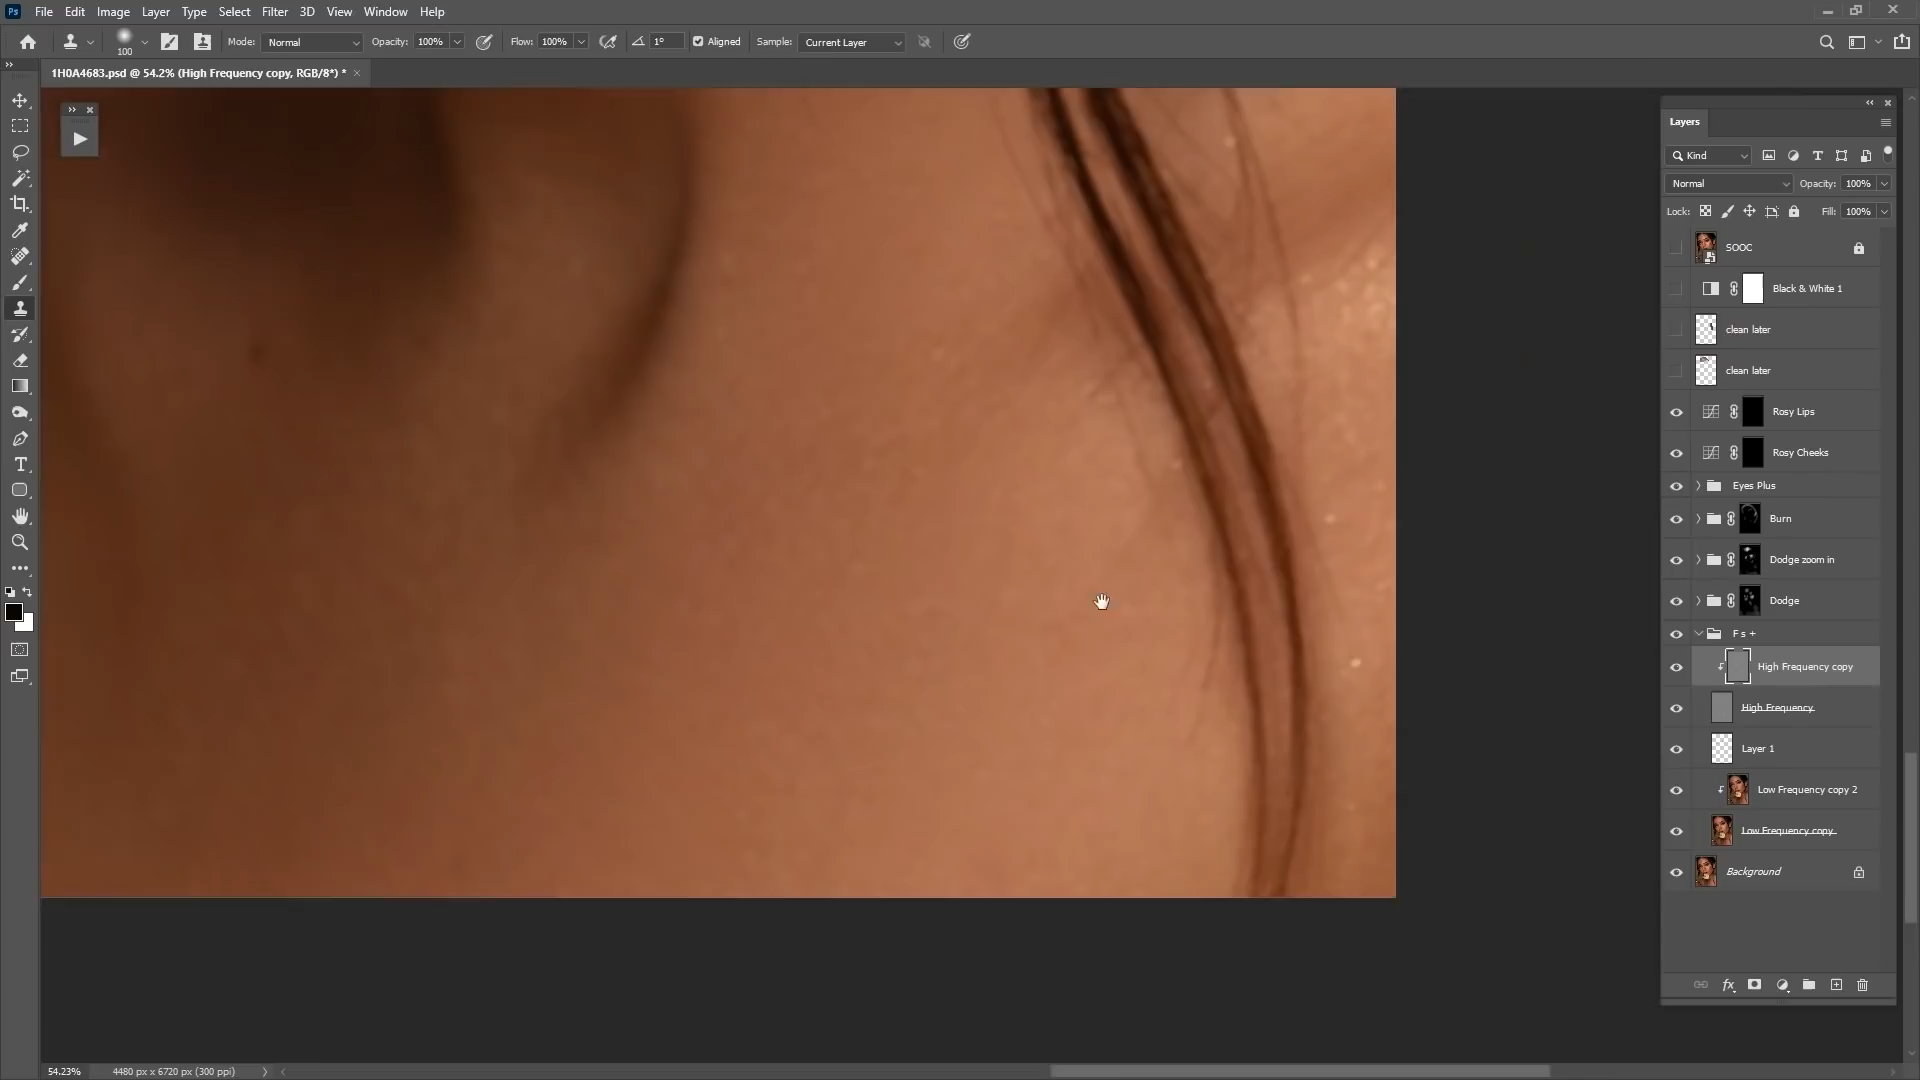 Ps File Edit Image Layer Type Select Filter 3D View Window Help
100 Mode: Normal Opacity: 100% Flow: 100% 1° Aligned Sample: Current Layer
1H0A4683.psd @ 54.2% (High Frequency copy, RGB/8*) *
Layers
Kind
Normal Opacity: 100%
Lock: Fill: 100%
SOOC
Black & White 1
clean later
clean later
Rosy Lips
Rosy Cheeks
Eyes Plus
Burn
Dodge zoom in
Dodge
F s +
High Frequency copy
High Frequency
Layer 1
Low Frequency copy 2
Low Frequency copy
Background
fx
54.23% 4480 px x 6720 px (300 ppi)